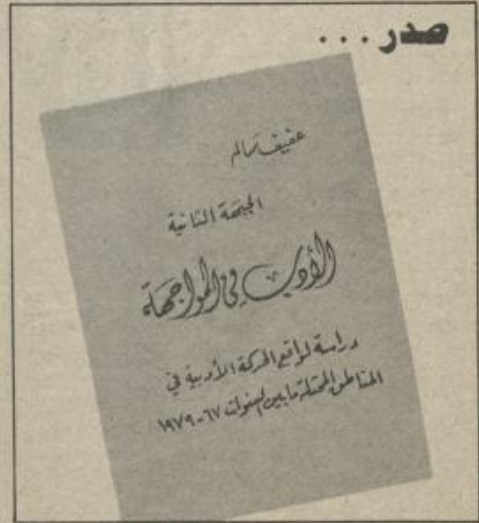 صدر...
عفيف سالم
الجبهة الثانية
الأدب في المواجهة
دراسة لواقع الحركة الأدبية في
المناطق المحتلة ما بين السنوات ٦٧-١٩٧٩